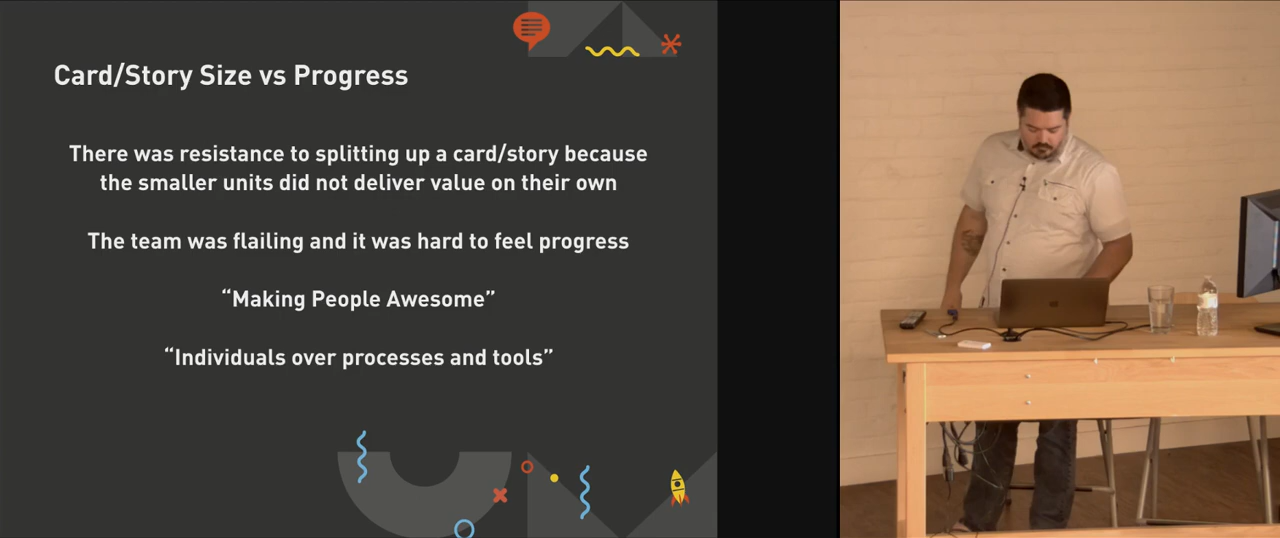 Card/Story Size vs Progress
There was resistance to splitting up a card/story because
the smaller units did not deliver value on their own
The team was flailing and it was hard to feel progress
“Making People Awesome”
“Individuals over processes and tools”